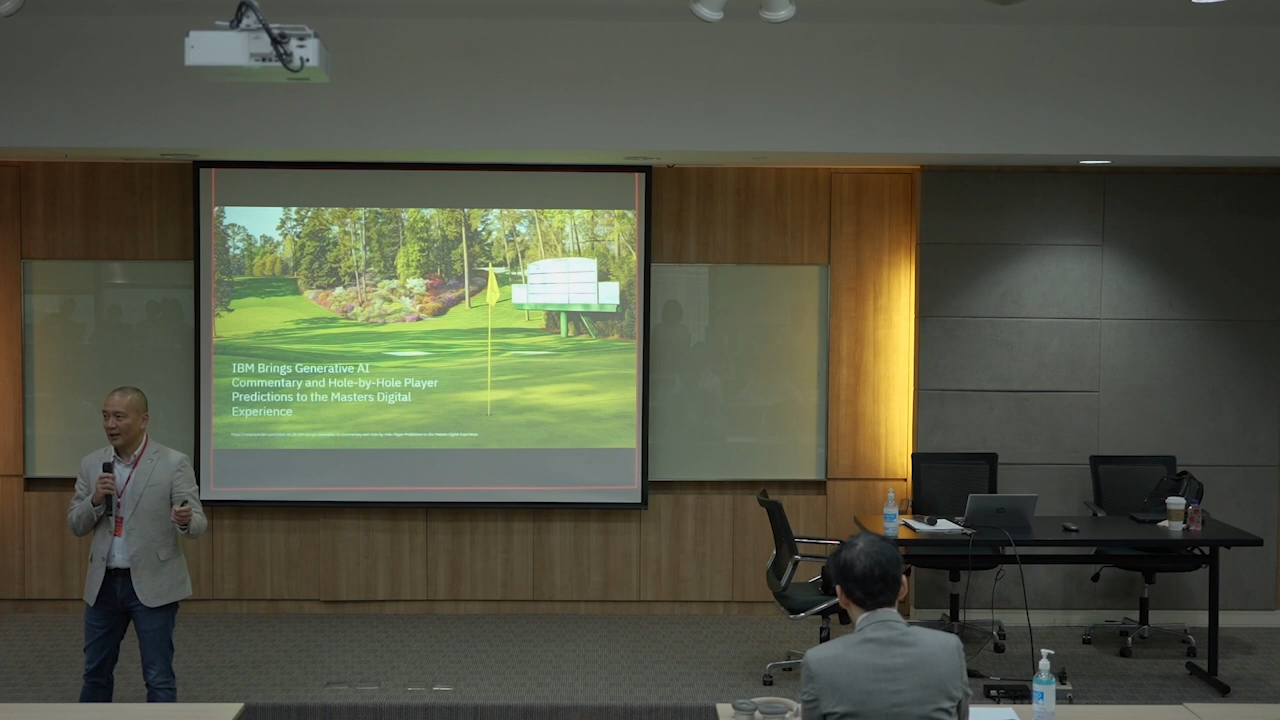 IBM Brings Generative AI
Commentary and Hole-by-Hole Player
Predictions to the Masters Digital
Experience